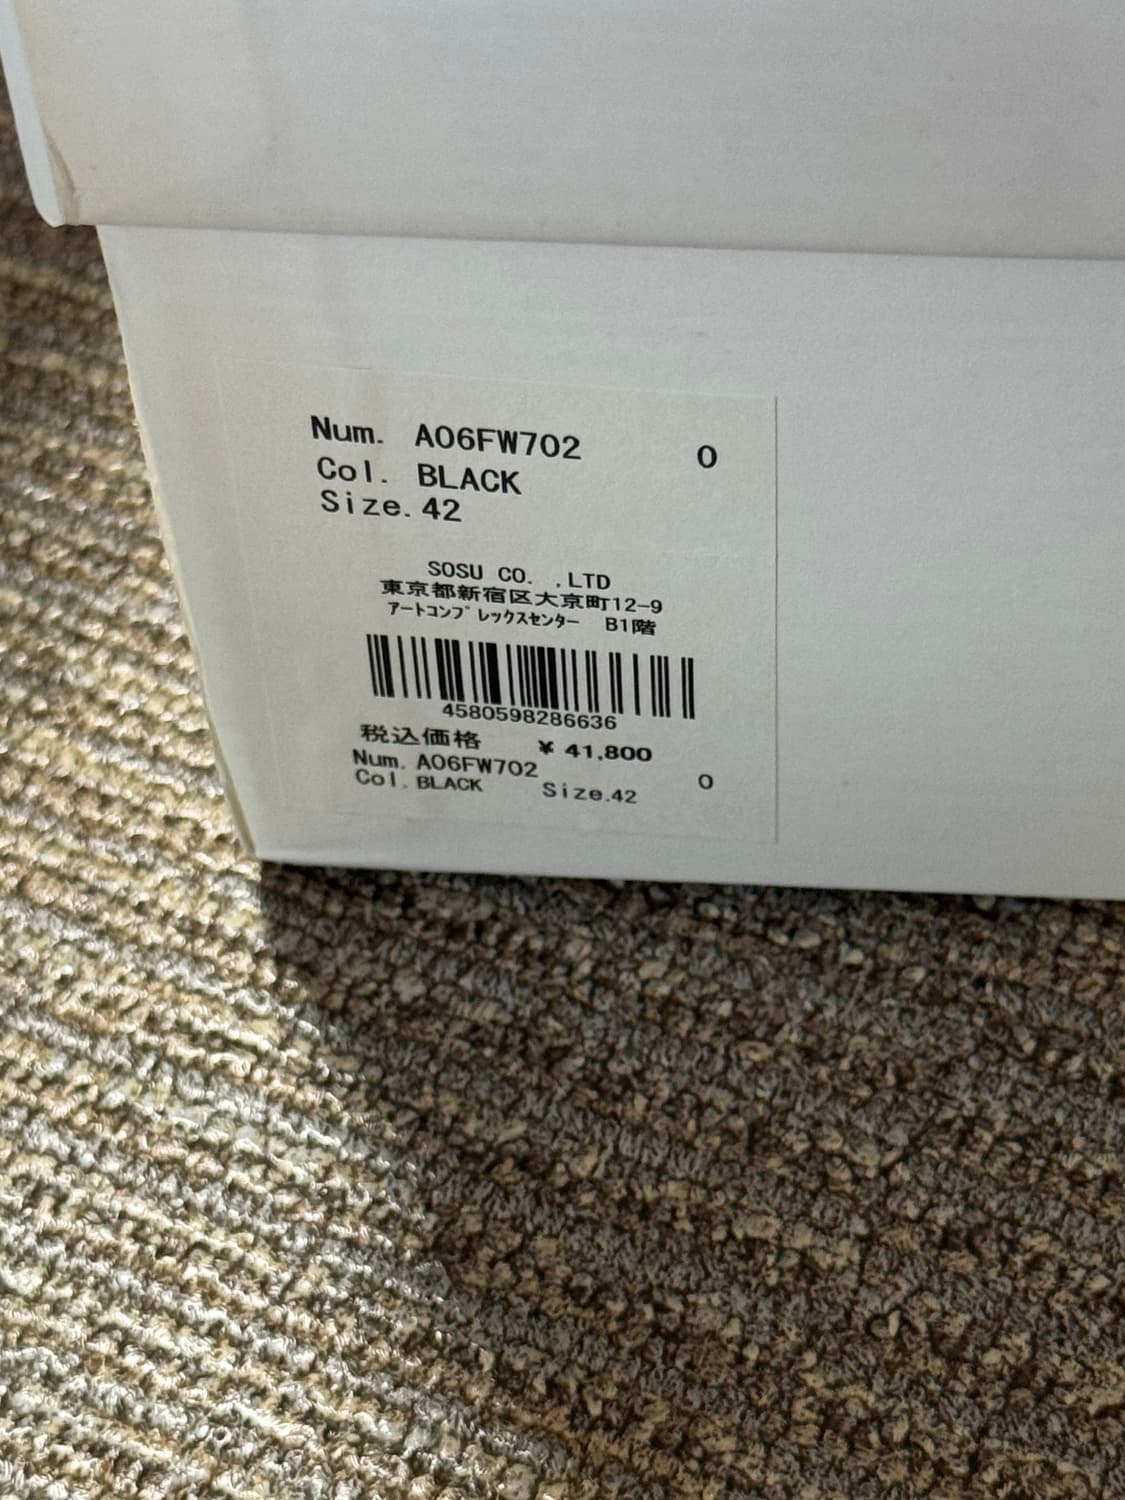 Num. A06FW702 0
Col. BLACK
Size. 42
SOSU CO. ,LTD
東京都新宿区大京町12-9
アートコンプレックスセンター B1階
4580598286636
税込価格 ¥ 41,800
Num. A06FW702 0
Col. BLACK Size.42